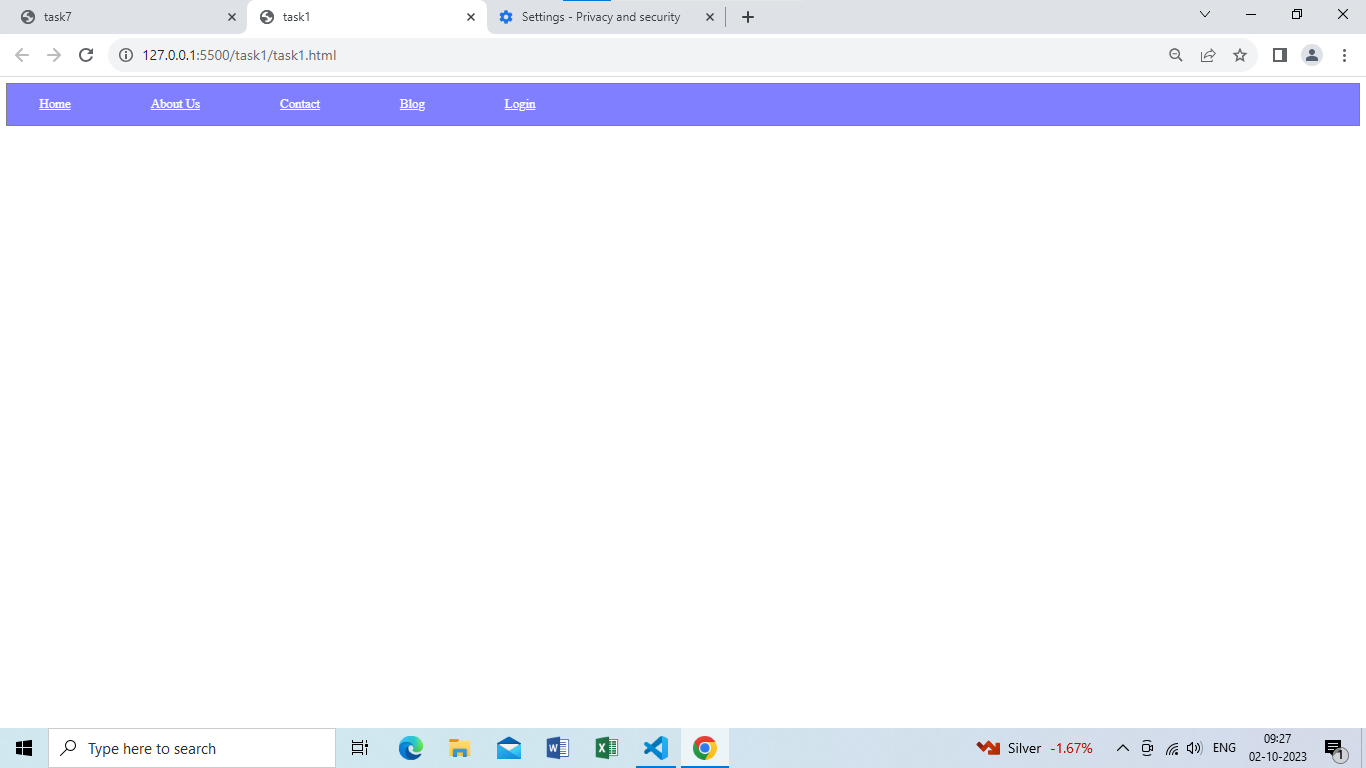 task7
task1
Settings - Privacy and security
127.0.0.1:5500/task1/task1.html
Home About Us Contact Blog Login
Type here to search
Silver -1.67%
ENG
09:27
02-10-2023
1